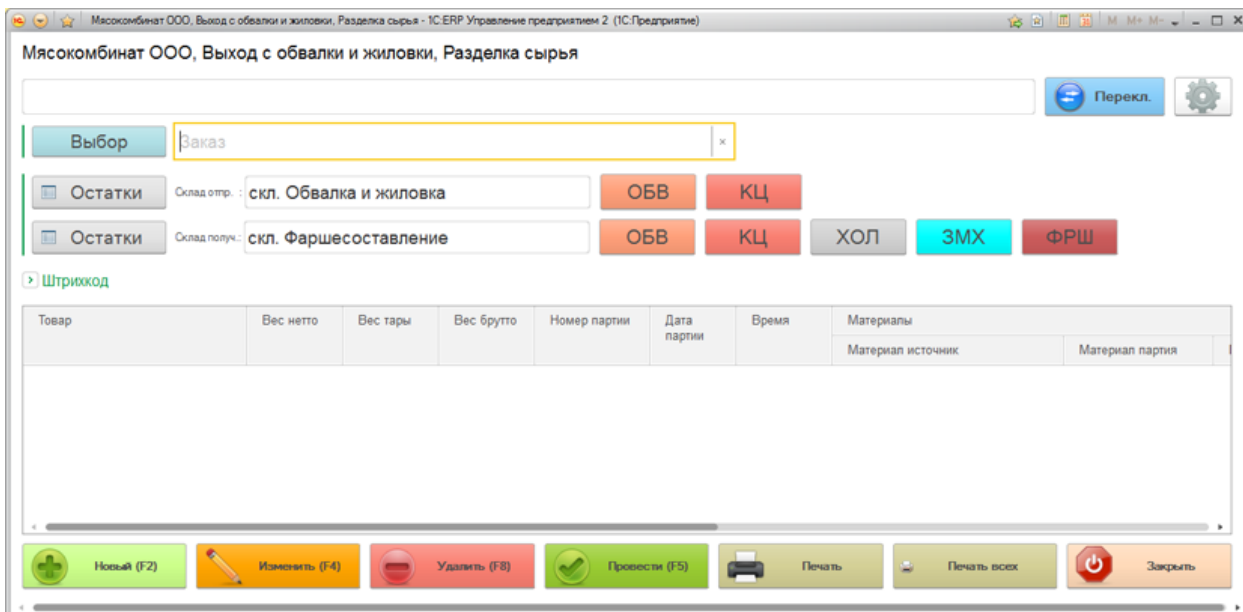 Мясокомбинат ООО, Выход с обвалки и жиловки, Разделка сырья - 1С:ERP Управление предприятием 2 (1С:Предприятие)
M M+ M-
Мясокомбинат ООО, Выход с обвалки и жиловки, Разделка сырья
Перекл.
Выбор Заказ ×
Остатки Склад отпр. : скл. Обвалка и жиловка ОБВ КЦ
Остатки Склад получ.: скл. Фаршесоставление ОБВ КЦ ХОЛ ЗМХ ФРШ
Штрихкод
Товар Вес нетто Вес тары Вес брутто Номер партии Дата партии Время Материалы
Материал источник Материал партия
Новый (F2) Изменить (F4) Удалить (F8) Провести (F5) Печать Печать всех Закрыть